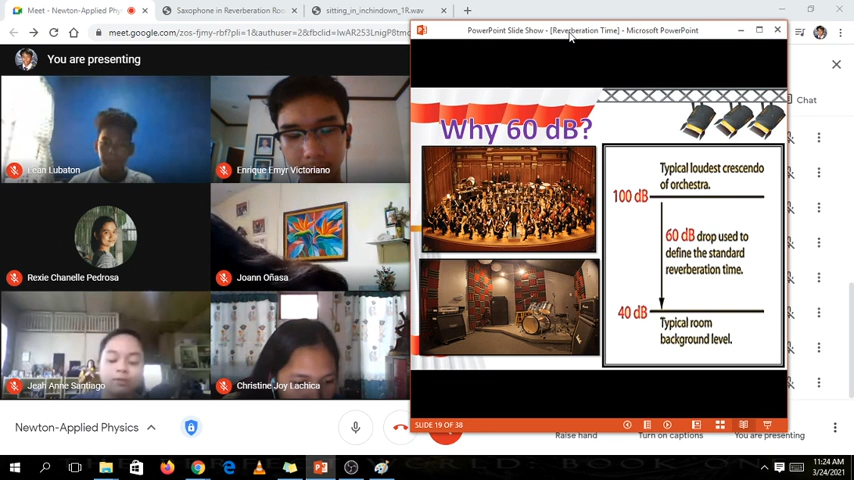 Meet - Newton-Applied Physics
Saxophone in Reverberation Roo
sitting_in_inchindown_1R.wav
meet.google.com/zos-fjmy-rbf?pli=1&authuser=2&fbclid=IwAR253LnigP8tmc
You are presenting
Lean Lubaton
Enrique Emyr Victoriano
Rexie Chanelle Pedrosa
Joann Oñasa
Jeah Anne Santiago
Christine Joy Lachica
PowerPoint Slide Show - [Reverberation Time] - Microsoft PowerPoint
Why 60 dB?
Typical loudest crescendo
of orchestra.
100 dB
60 dB drop used to
define the standard
reverberation time.
40 dB
Typical room
background level.
SLIDE 19 OF 38
Chat
Newton-Applied Physics
Raise hand
Turn on captions
You are presenting
11:24 AM
3/24/2021